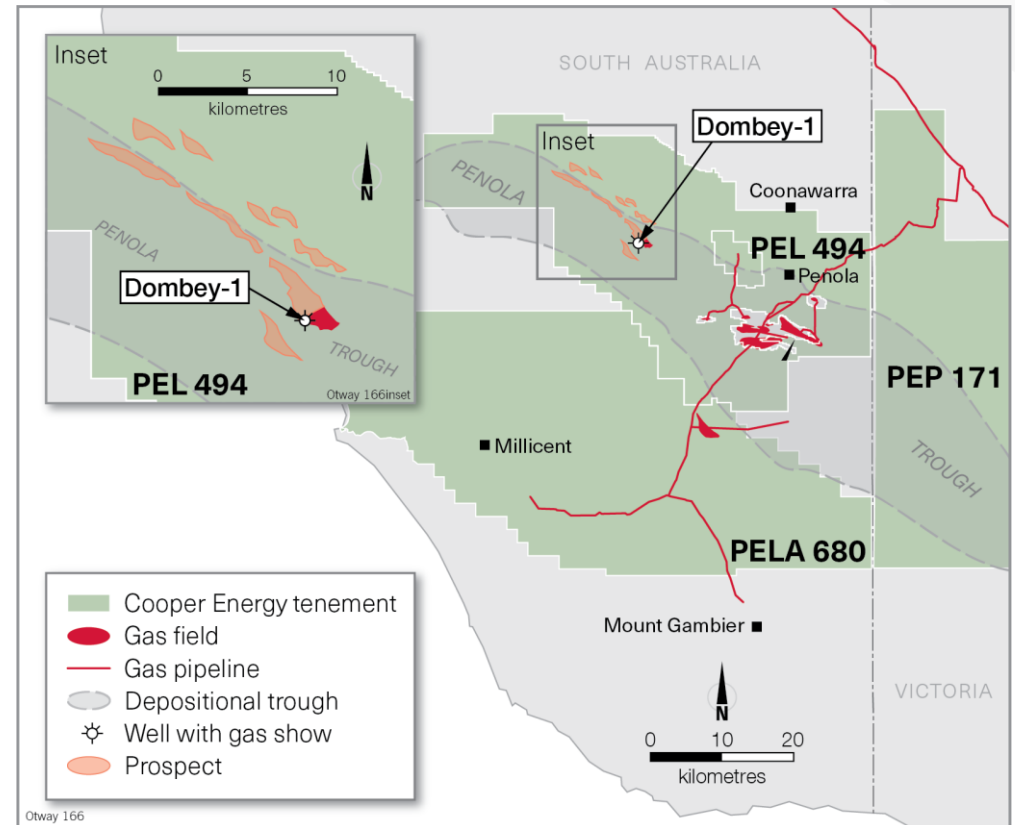 Inset
0 5 10
kilometres
N
PENOLA
Dombey-1
TROUGH
PEL 494
Otway 166inset
SOUTH AUSTRALIA
Dombey-1
Inset
PENOLA
Coonawarra
PEL 494
Penola
PEP 171
Millicent
TROUGH
PELA 680
Mount Gambier
VICTORIA
N
0 10 20
kilometres
Cooper Energy tenement
Gas field
Gas pipeline
Depositional trough
Well with gas show
Prospect
Otway 166